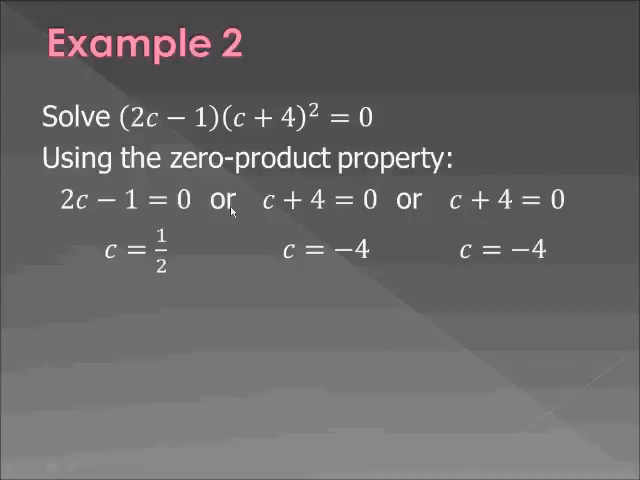 Example 2
Solve (2c − 1)(c + 4)² = 0
Using the zero-product property:
2c − 1 = 0 or c + 4 = 0 or c + 4 = 0
c = 1/2 c = −4 c = −4